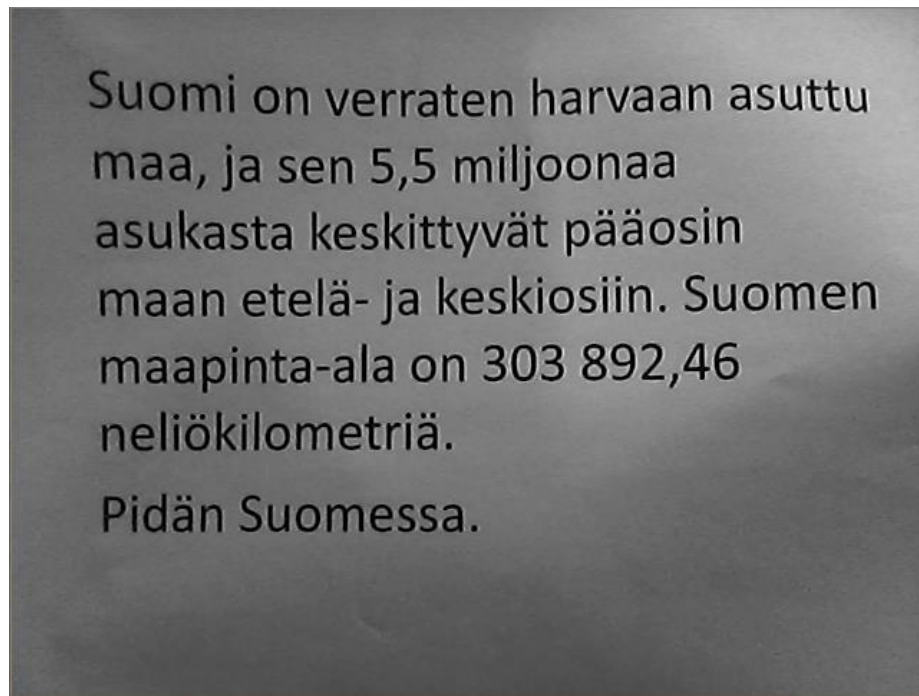 Suomi on verraten harvaan asuttu
maa, ja sen 5,5 miljoonaa
asukasta keskittyvät pääosin
maan etelä- ja keskiosiin. Suomen
maapinta-ala on 303 892,46
neliökilometriä.
Pidän Suomessa.